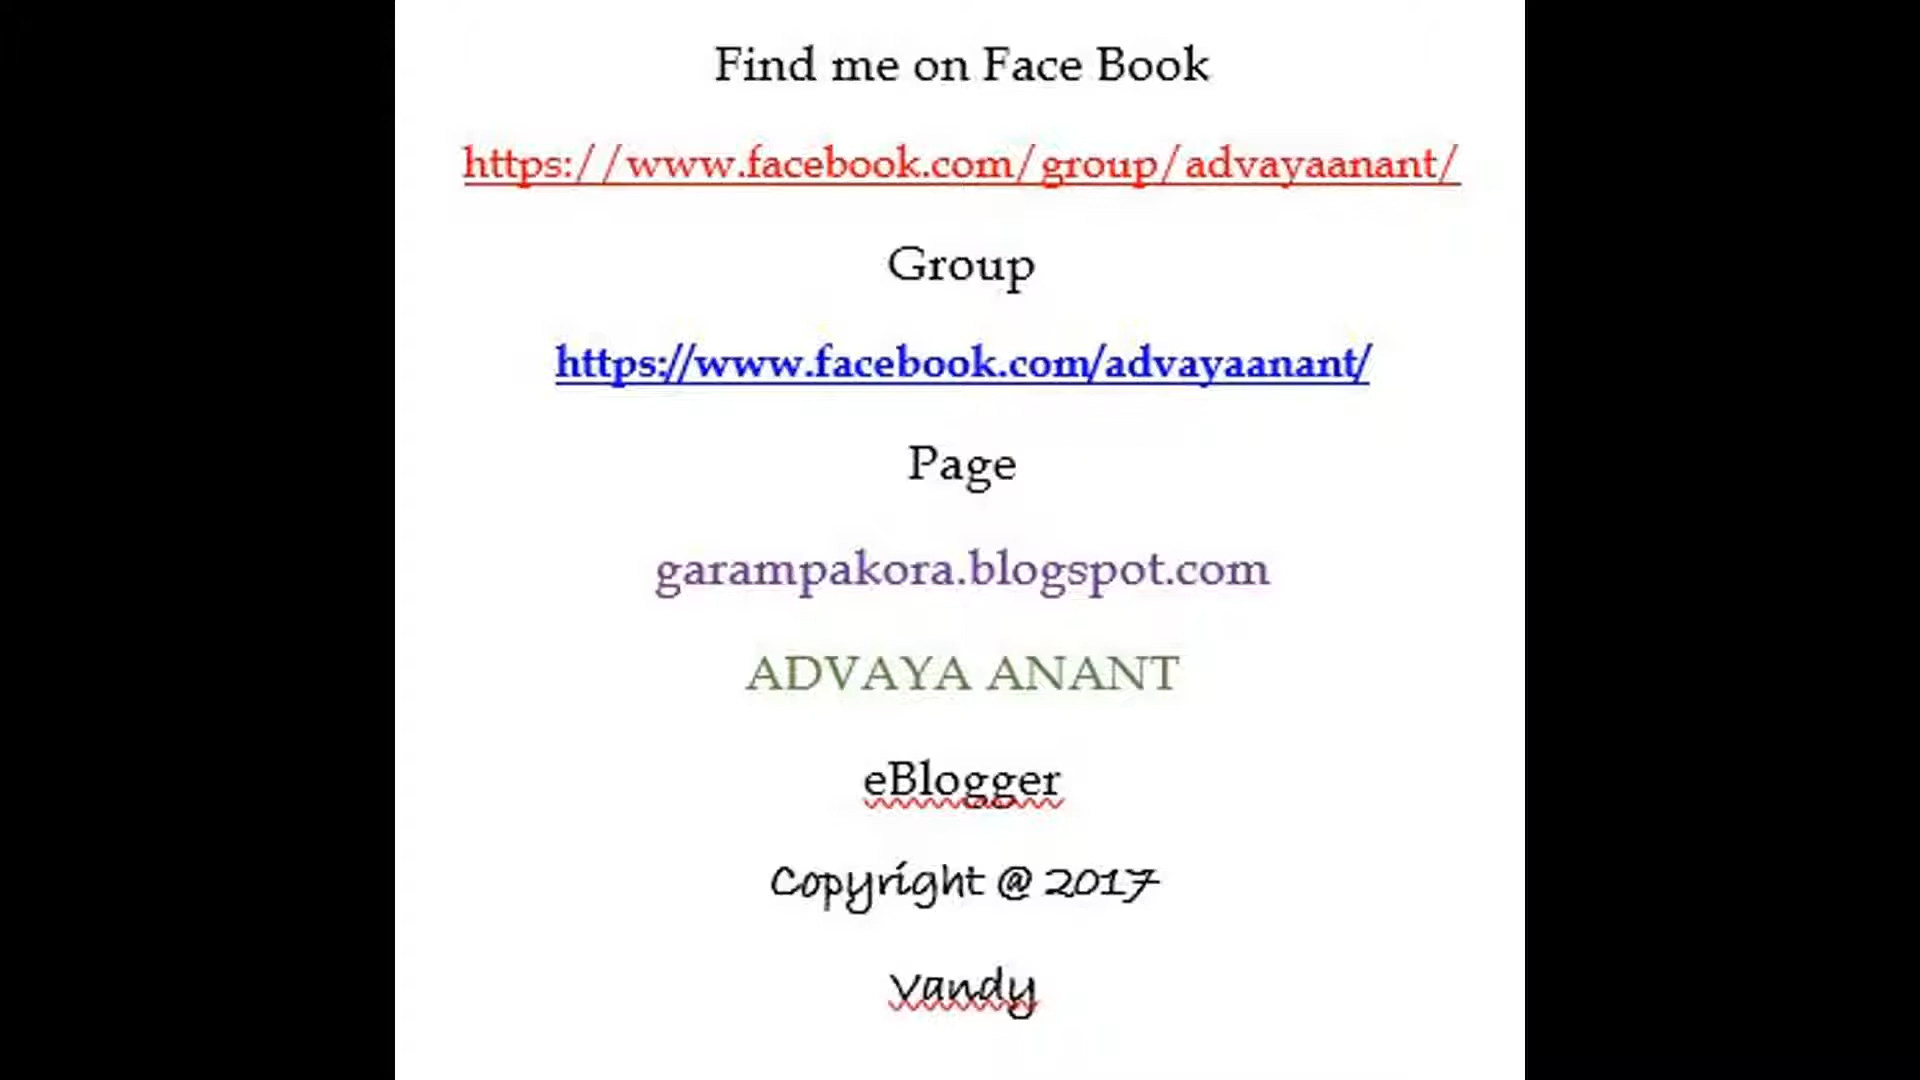 Find me on Face Book
https://www.facebook.com/group/advayaanant/
Group
https://www.facebook.com/advayaanant/
Page
garampakora.blogspot.com
ADVAYA ANANT
eBlogger
Copyright @ 2017
Vandy